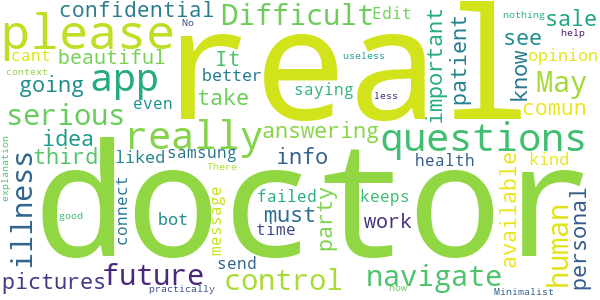 confidential
No
Difficult
Edit
sale
please
real
important
patient
see
know
cant
beautiful
It
useless
nothing
help
context
going
app
better
even
take
saying
less
opinion
May
comun
serious
idea
really
answering
questions
third
liked
samsung
info
health
kind
explanation
illness
doctor
There
connect
message
failed
keeps
party
available
human
personal
good
bot
must
time
work
pictures
future
practically
send
control
navigate
now
Minimalist